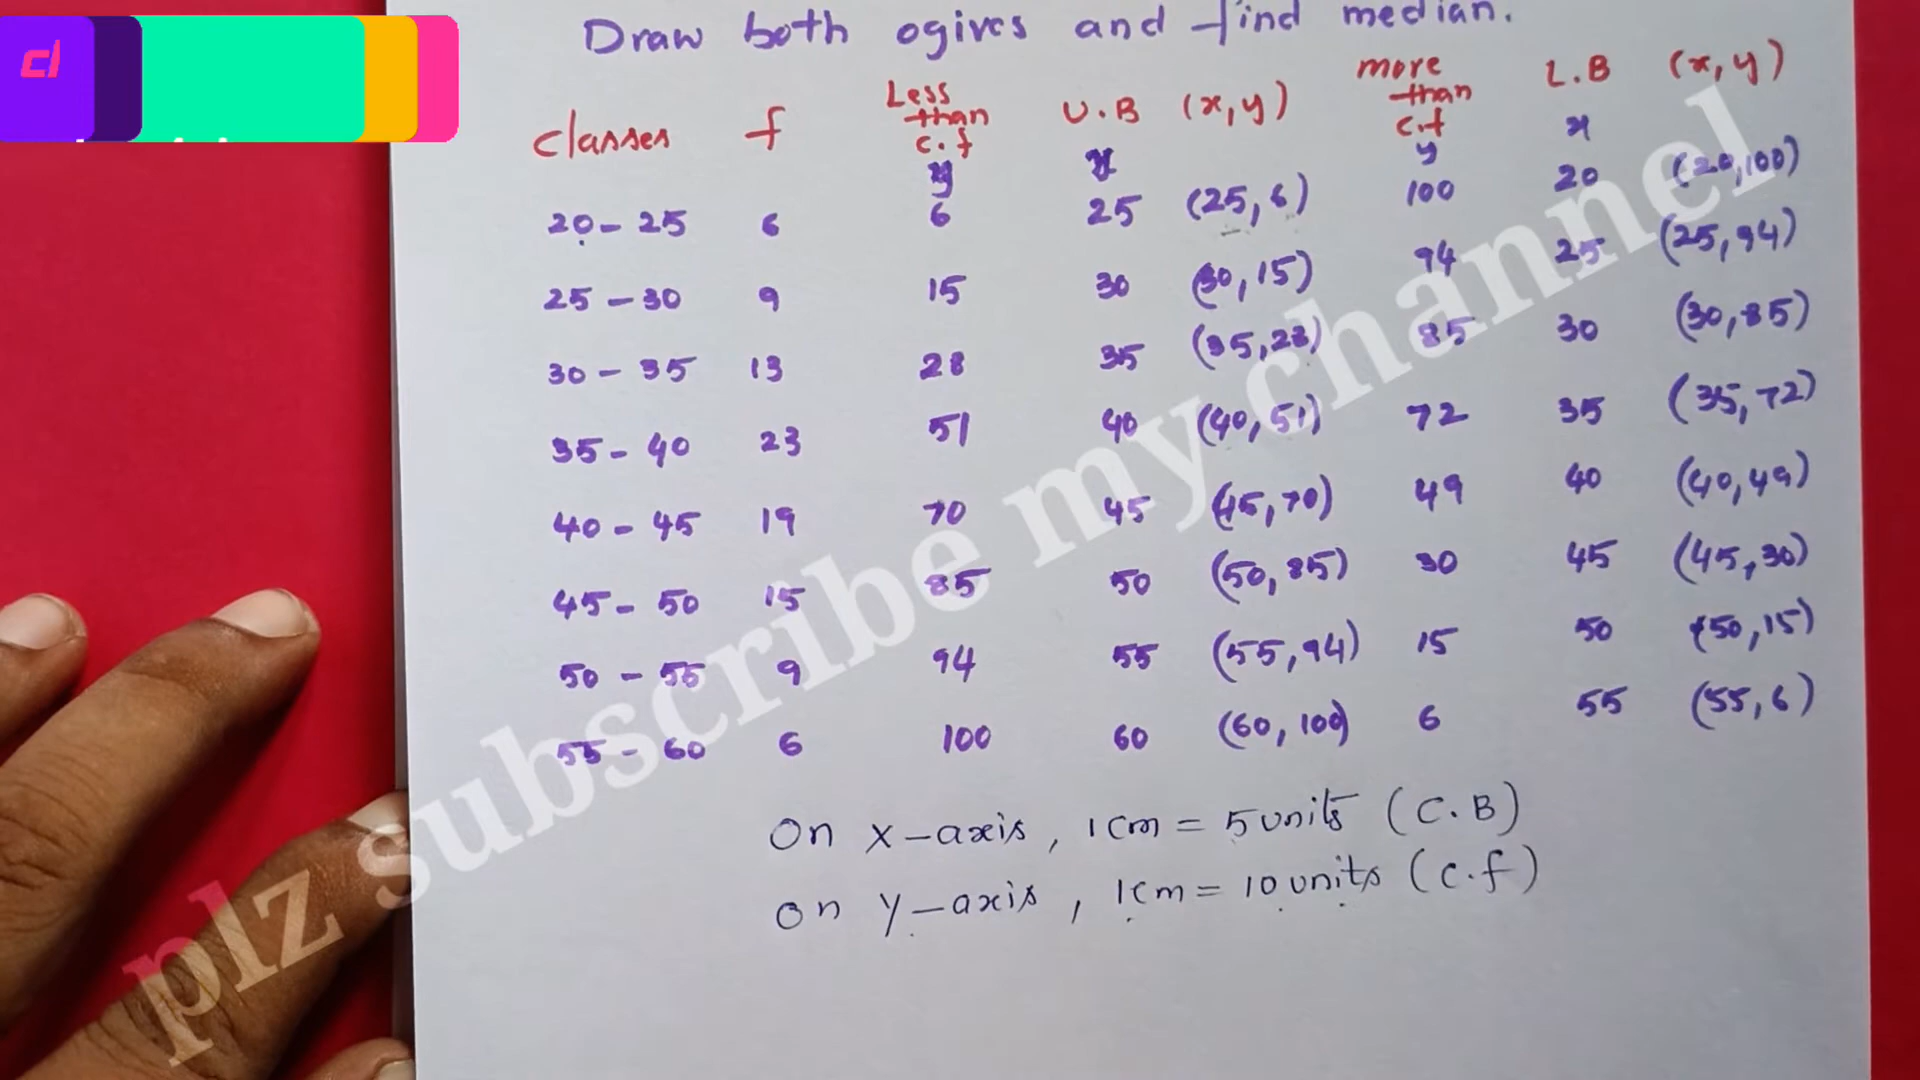 Draw both ogives and find median.
classes f Less than c.f U.B (x,y) more than c.f L.B (x,y)
y x y x
20-25 6 6 25 (25,6) 100 20 (20,100)
25-30 9 15 30 (30,15) 94 25 (25,94)
30-35 13 28 35 (35,28) 85 30 (30,85)
35-40 23 51 40 (40,51) 72 35 (35,72)
40-45 19 70 45 (45,70) 49 40 (40,49)
45-50 15 85 50 (50,85) 30 45 (45,30)
50-55 9 94 55 (55,94) 15 50 (50,15)
55-60 6 100 60 (60,100) 6 55 (55,6)
On x-axis, 1cm = 5 units (C.B)
On y-axis, 1cm = 10 units (c.f)
plz subscribe my channel
cl